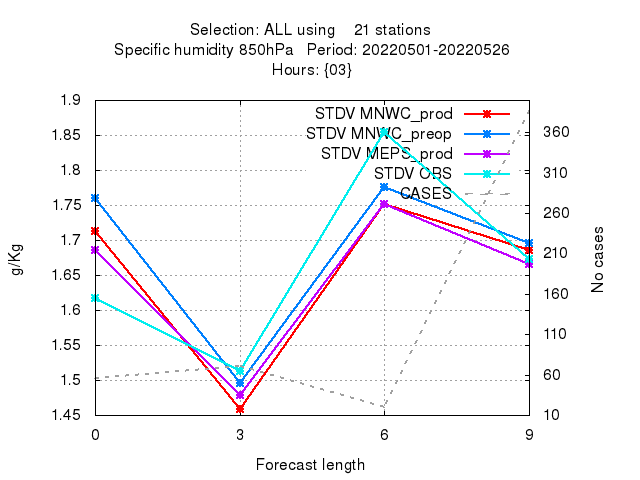 Selection: ALL using    21 stations
Specific humidity 850hPa   Period: 20220501-20220526
Hours: {03}
STDV MNWC_prod
STDV MNWC_preop
STDV MEPS_prod
STDV OBS
CASES
1.9
1.85
1.8
1.75
1.7
1.65
1.6
1.55
1.5
1.45
g/Kg
360
310
260
210
160
110
60
10
No cases
0 3 6 9
Forecast length